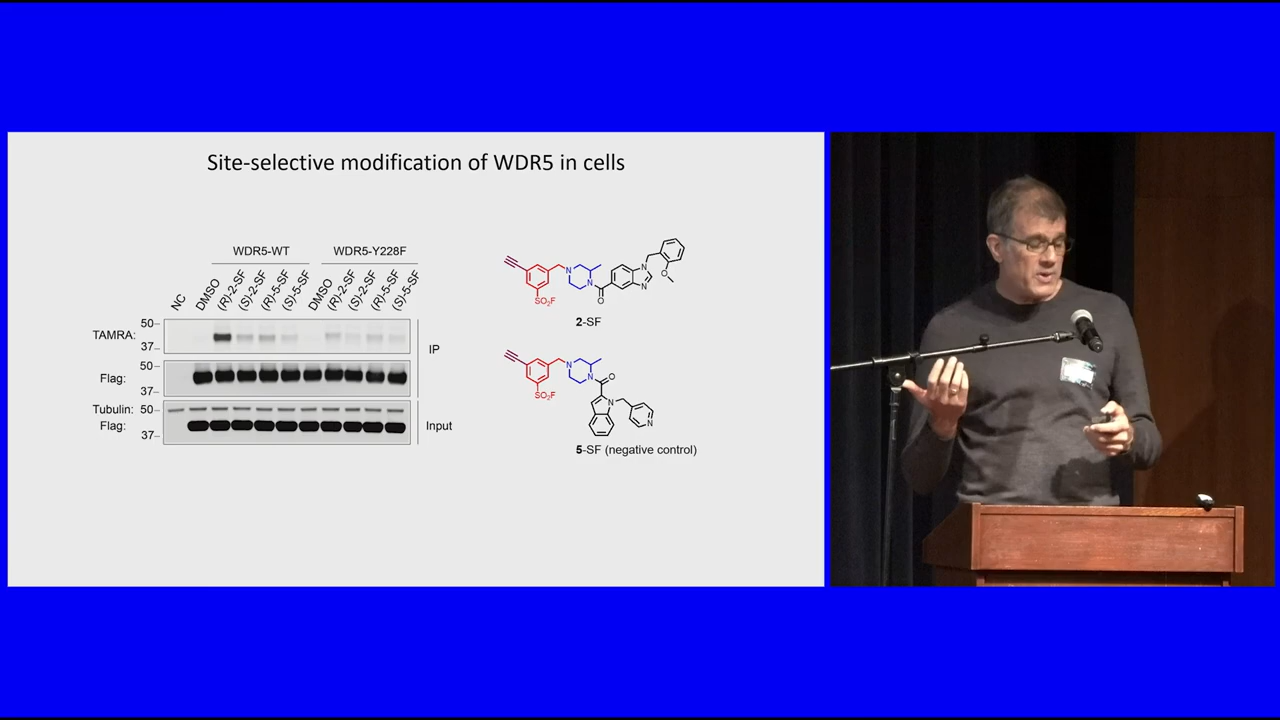 Site-selective modification of WDR5 in cells
WDR5-WT WDR5-Y228F
NC DMSO (R)-2-SF (S)-2-SF (R)-5-SF (S)-5-SF DMSO (R)-2-SF (S)-2-SF (R)-5-SF (S)-5-SF
TAMRA: 50
37
IP
Flag: 50
37
Tubulin: 50
Flag:
37
Input
N
N
O
N
N
O
SO₂F
2-SF
N
N
O
N
N
SO₂F
5-SF (negative control)